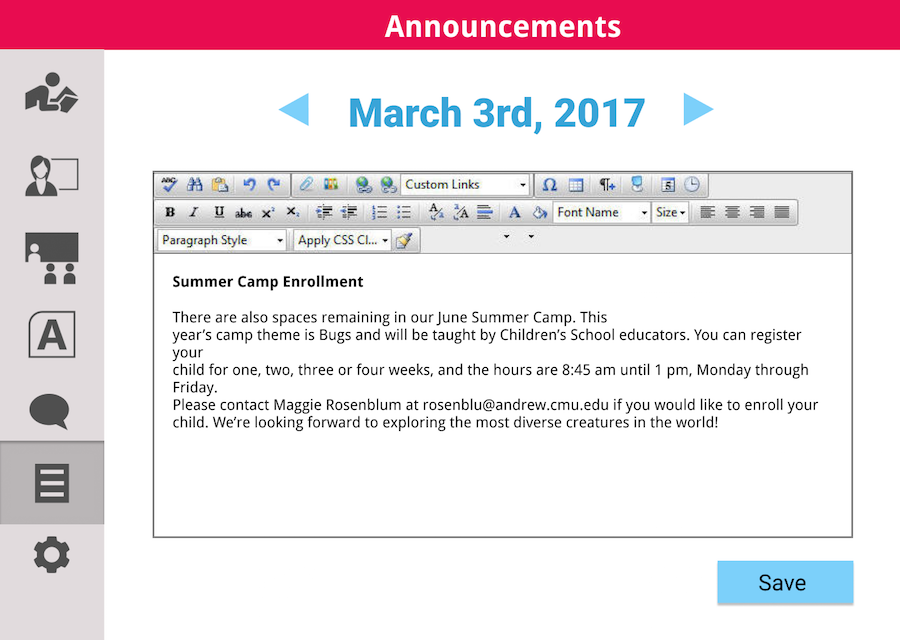 Announcements
March 3rd, 2017
ABC
Custom Links
Ω
¶
5
B I U abc x² x₂
A
Font Name
Size
Paragraph Style
Apply CSS Cl...
A
Summer Camp Enrollment
There are also spaces remaining in our June Summer Camp. This
year’s camp theme is Bugs and will be taught by Children’s School educators. You can register
your
child for one, two, three or four weeks, and the hours are 8:45 am until 1 pm, Monday through
Friday.
Please contact Maggie Rosenblum at rosenblu@andrew.cmu.edu if you would like to enroll your
child. We’re looking forward to exploring the most diverse creatures in the world!
Save